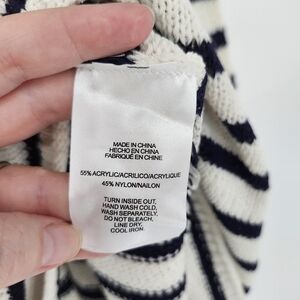 MADE IN CHINA
HECHO EN CHINA
FABRIQUÉ EN CHINE
55% ACRYLIC/ACRILICO/ACRYLIQUE
45% NYLON/NAILON
TURN INSIDE OUT,
HAND WASH COLD,
WASH SEPARATELY,
DO NOT BLEACH,
LINE DRY,
COOL IRON.